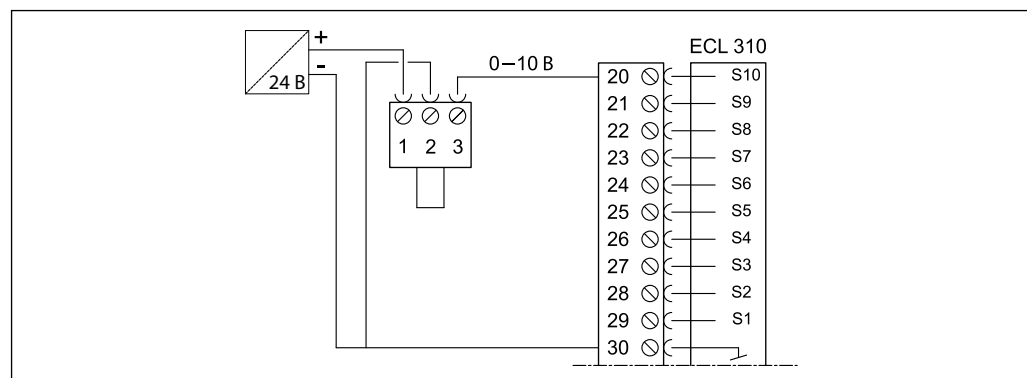 +
-
24 В
0–10 В
ECL 310
1 2 3
20 S10
21 S9
22 S8
23 S7
24 S6
25 S5
26 S4
27 S3
28 S2
29 S1
30